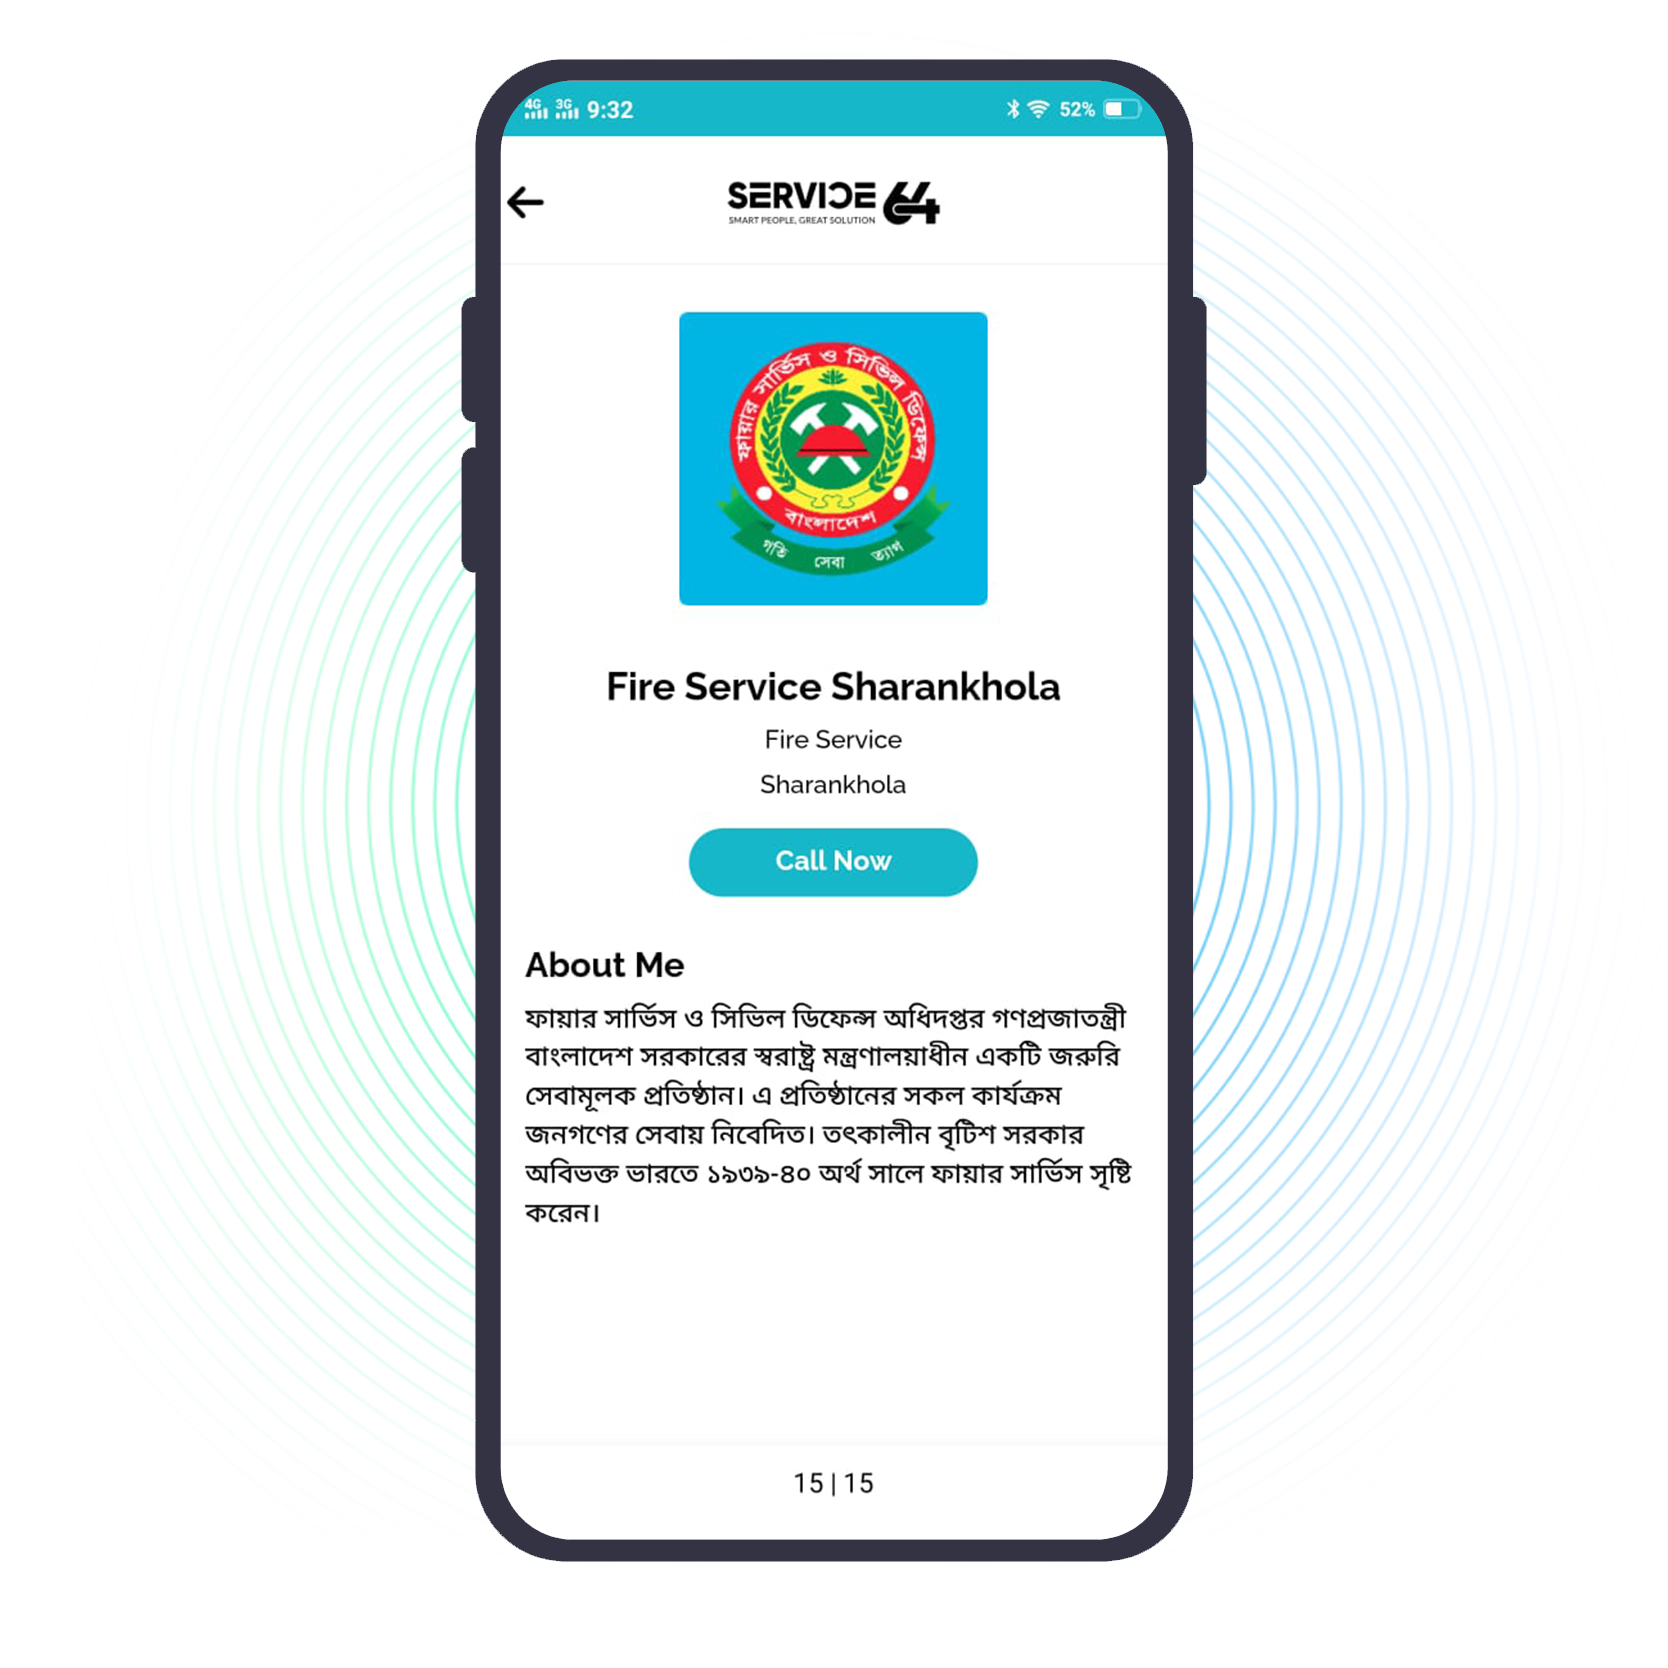 4G 3G 9:32 52%
SERVICE 64
SMART PEOPLE, GREAT SOLUTION
ফায়ার সার্ভিস ও সিভিল ডিফেন্স
বাংলাদেশ
গতি সেবা ত্যাগ
Fire Service Sharankhola
Fire Service
Sharankhola
Call Now
About Me
ফায়ার সার্ভিস ও সিভিল ডিফেন্স অধিদপ্তর গণপ্রজাতন্ত্রী
বাংলাদেশ সরকারের স্বরাষ্ট্র মন্ত্রণালয়াধীন একটি জরুরি
সেবামূলক প্রতিষ্ঠান। এ প্রতিষ্ঠানের সকল কার্যক্রম
জনগণের সেবায় নিবেদিত। তৎকালীন বৃটিশ সরকার
অবিভক্ত ভারতে ১৯৩৯-৪০ অর্থ সালে ফায়ার সার্ভিস সৃষ্টি
করেন।
15 | 15